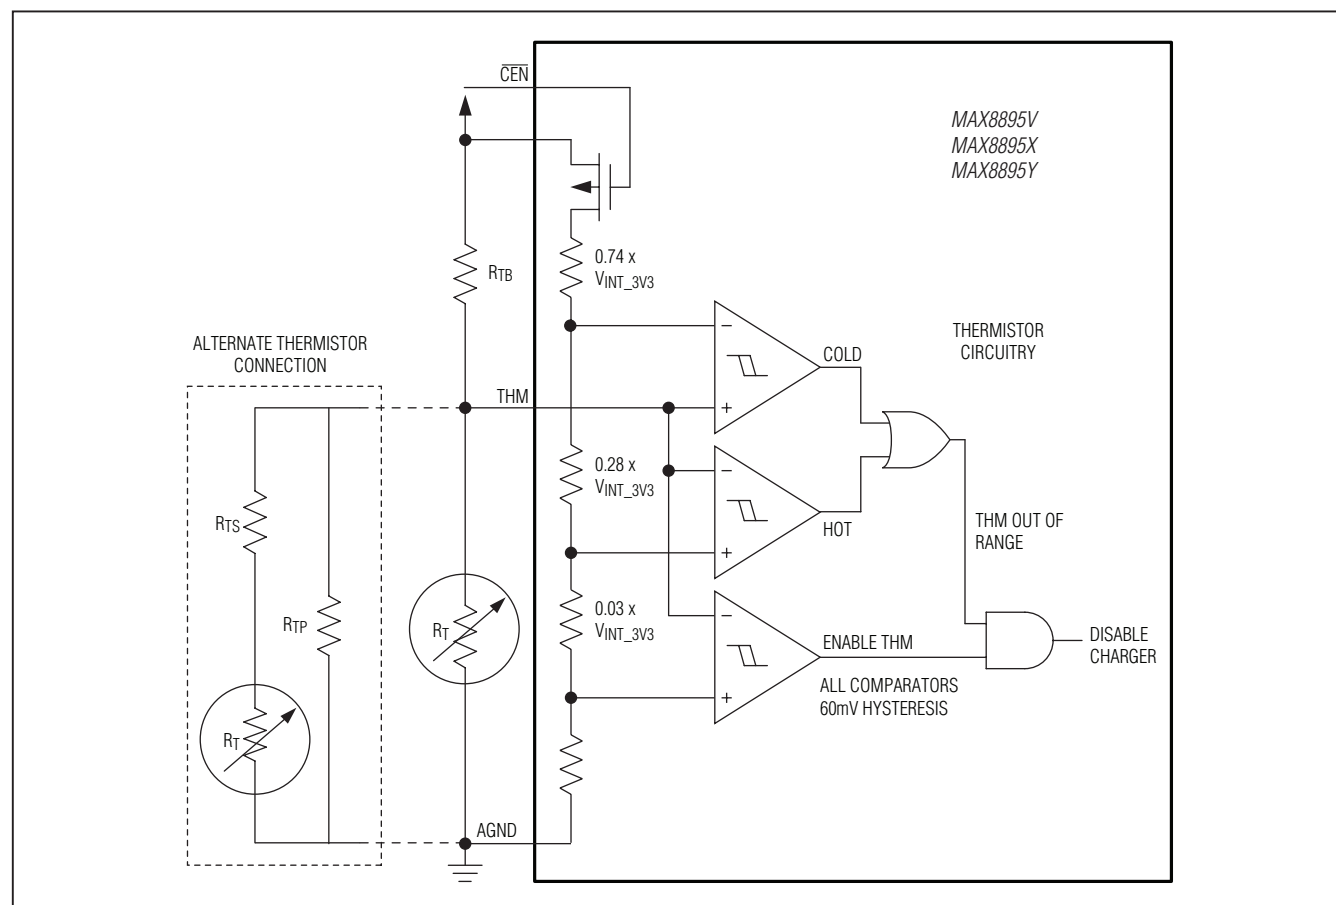 C̅E̅N̅
MAX8895V
MAX8895X
MAX8895Y
0.74 x
VINT_3V3
RTB
ALTERNATE THERMISTOR
CONNECTION
THM
−
+
COLD
THERMISTOR
CIRCUITRY
0.28 x
VINT_3V3
−
+
HOT
RTS
THM OUT OF
RANGE
RTP
RT
0.03 x
VINT_3V3
−
+
ENABLE THM
DISABLE
CHARGER
ALL COMPARATORS
60mV HYSTERESIS
RT
AGND